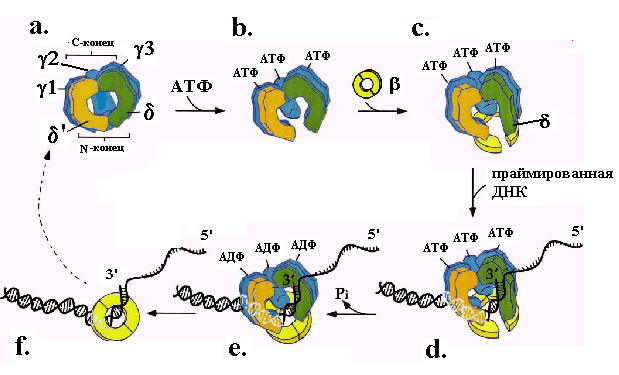 a.
C-конец
γ2
γ3
γ1
δ'
δ
N-конец
АТФ
b.
АТФ
АТФ
АТФ
β
c.
АТФ
АТФ
АТФ
δ
праймированная
ДНК
d.
АТФ
АТФ
АТФ
3'
5'
Pi
e.
АДФ
АДФ
АДФ
3'
5'
f.
3'
5'